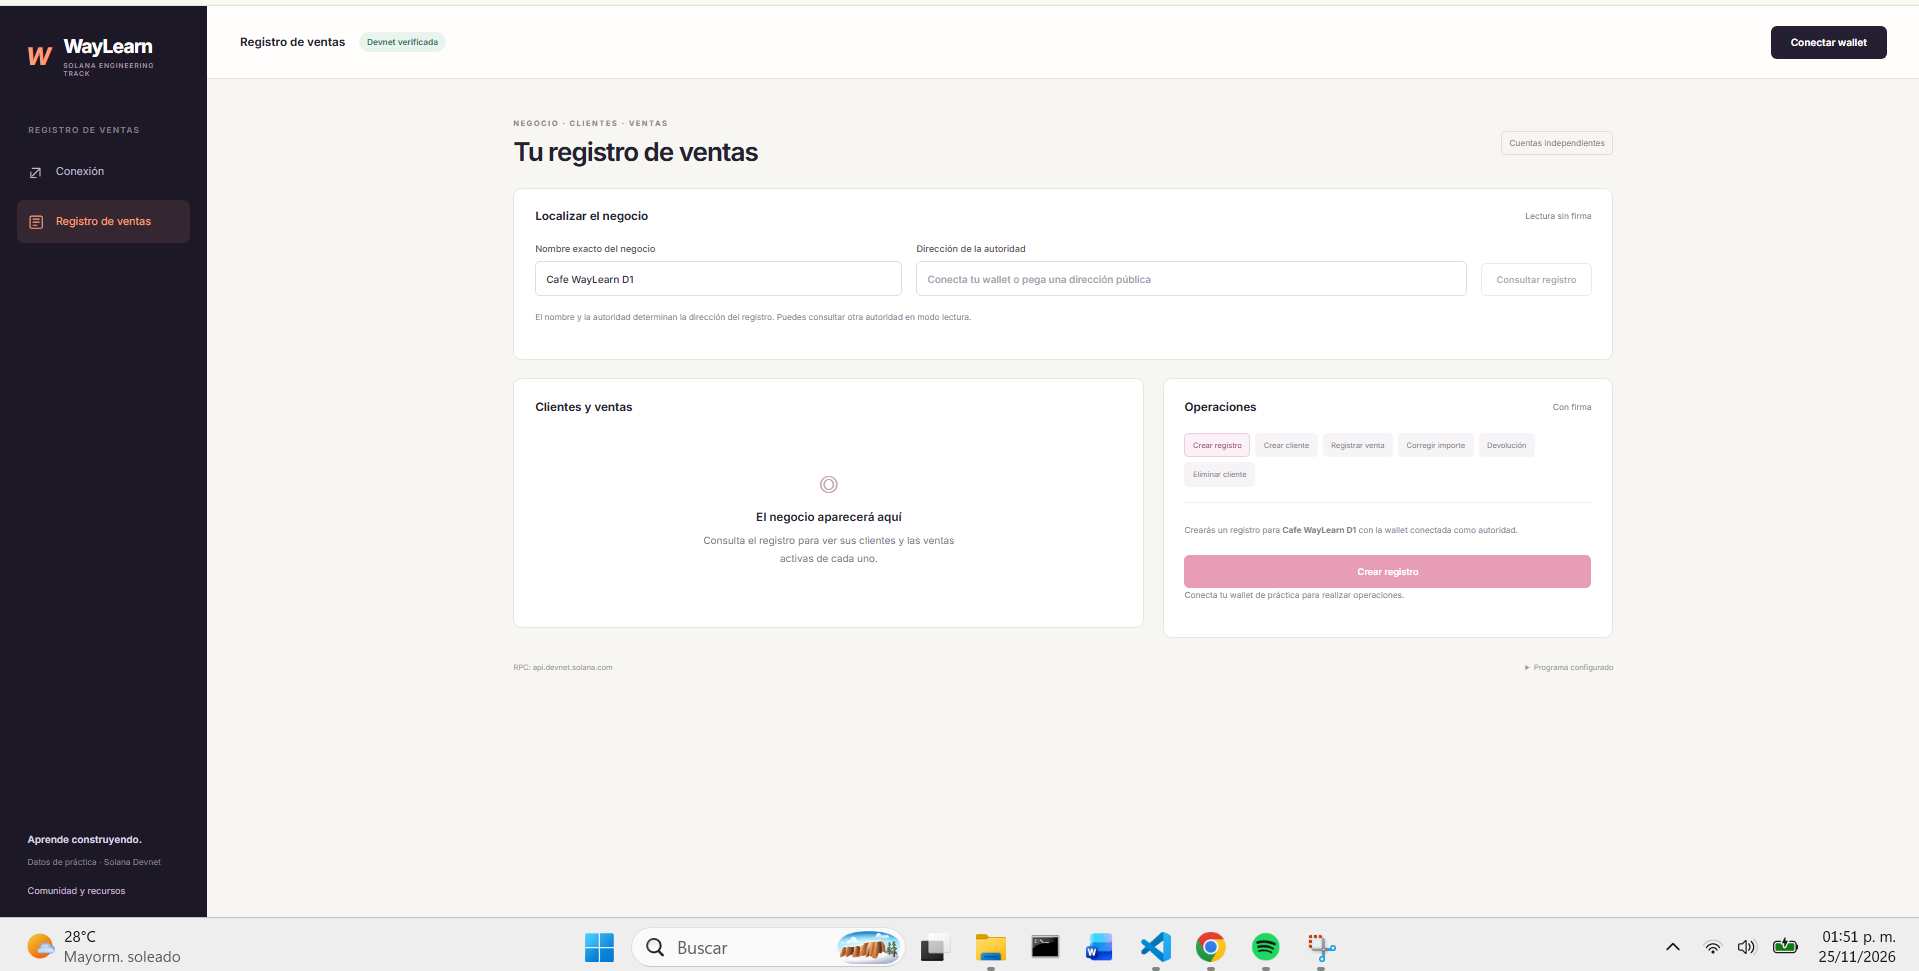 W WayLearn
SOLANA ENGINEERING
TRACK
REGISTRO DE VENTAS
Conexión
Registro de ventas
Aprende construyendo.
Datos de práctica · Solana Devnet
Comunidad y recursos
Registro de ventas
Devnet verificada
Conectar wallet
NEGOCIO · CLIENTES · VENTAS
Tu registro de ventas
Cuentas independientes
Localizar el negocio
Lectura sin firma
Nombre exacto del negocio
Cafe WayLearn D1
Dirección de la autoridad
Conecta tu wallet o pega una dirección pública
Consultar registro
El nombre y la autoridad determinan la dirección del registro. Puedes consultar otra autoridad en modo lectura.
Clientes y ventas
El negocio aparecerá aquí
Consulta el registro para ver sus clientes y las ventas
activas de cada uno.
Operaciones
Con firma
Crear registro
Crear cliente
Registrar venta
Corregir importe
Devolución
Eliminar cliente
Crearás un registro para Cafe WayLearn D1 con la wallet conectada como autoridad.
Crear registro
Conecta tu wallet de práctica para realizar operaciones.
RPC: api.devnet.solana.com
Programa configurado
28°C
Mayorm. soleado
Buscar
W
01:51 p. m.
25/11/2026